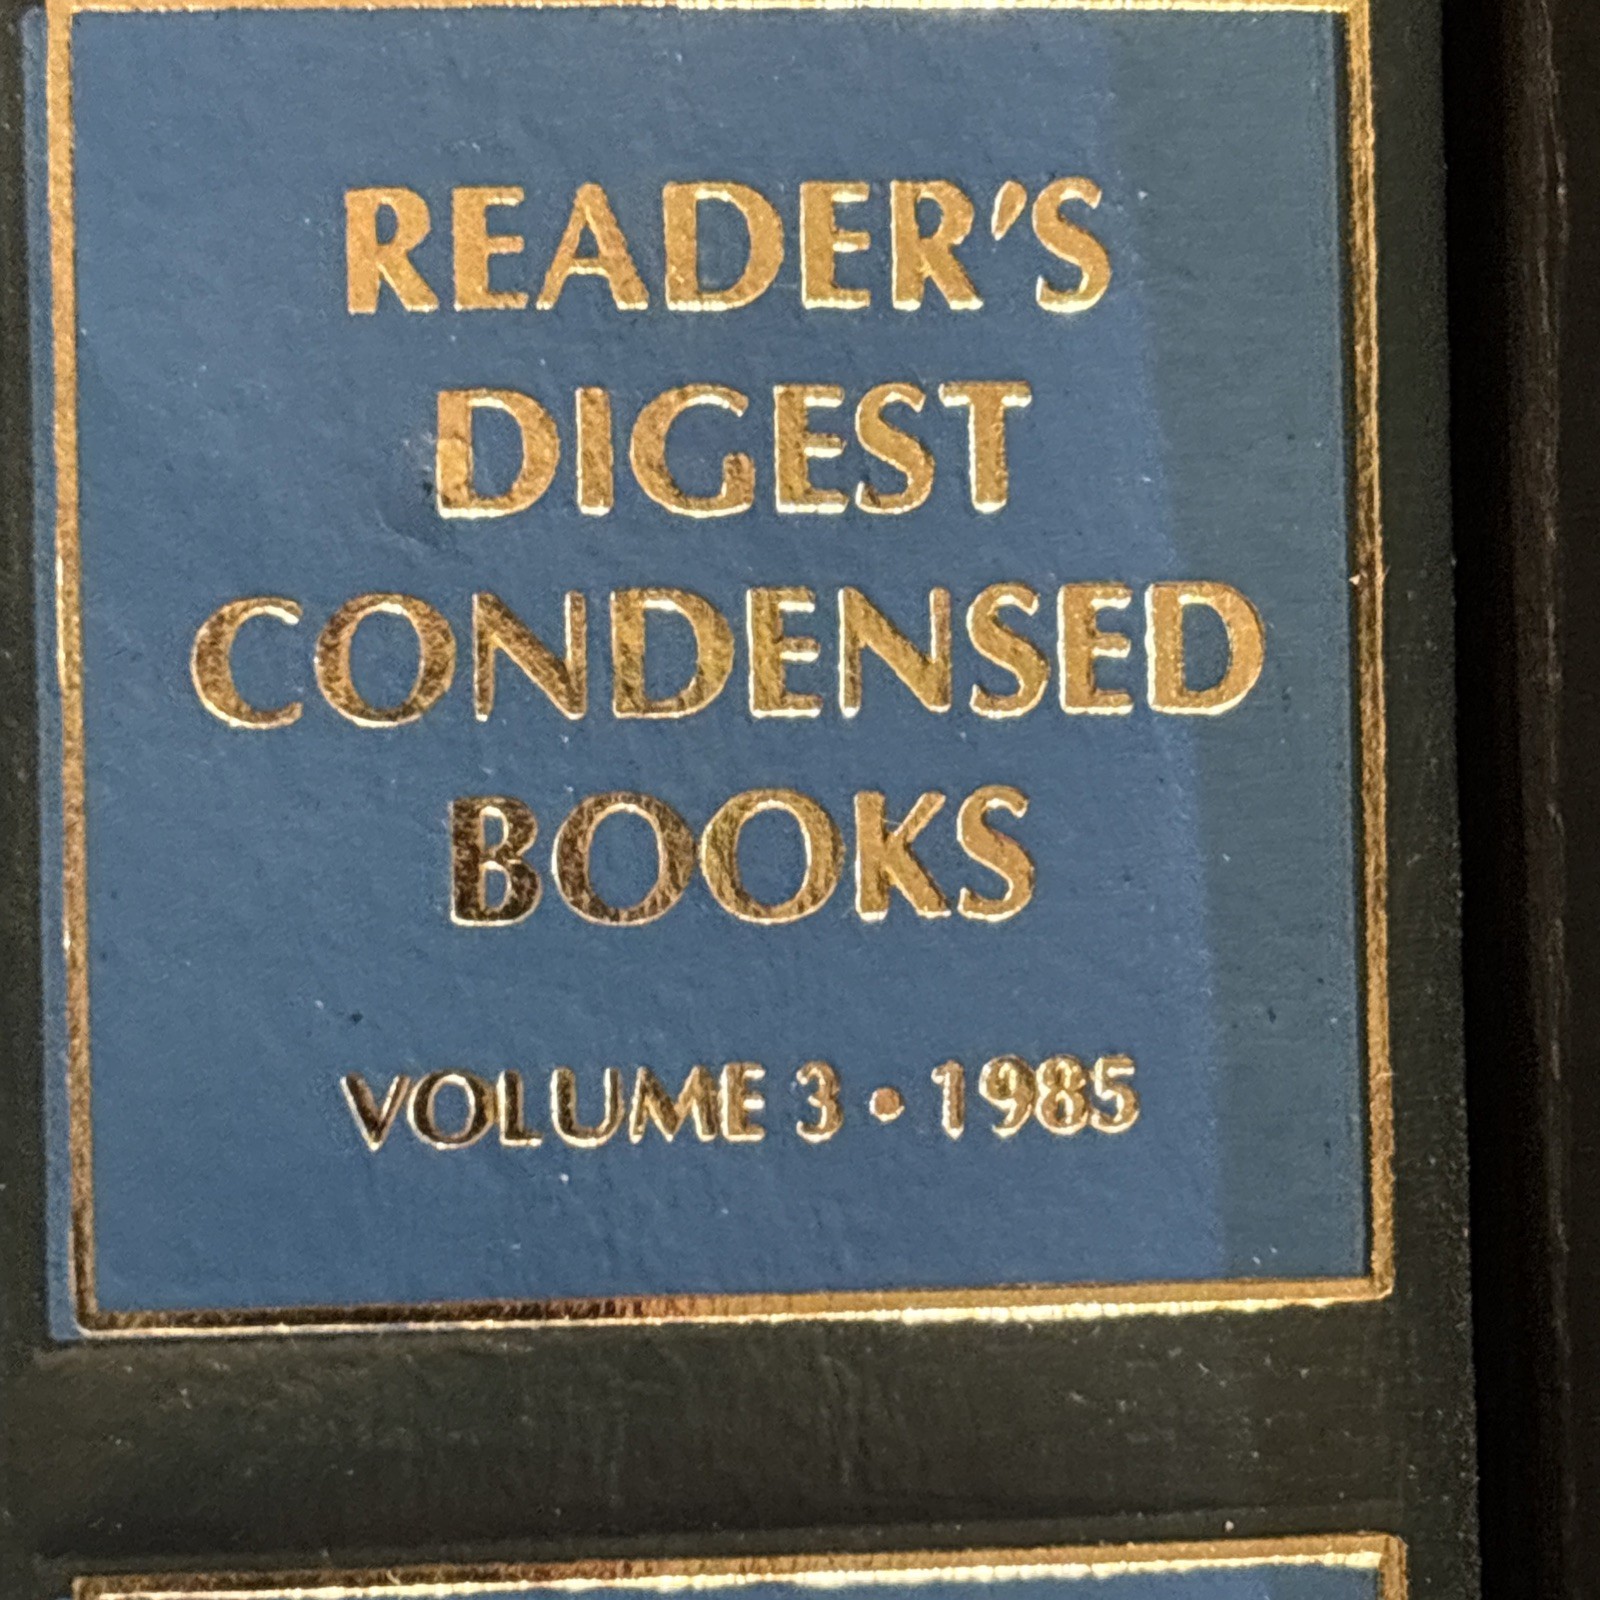 READER'S
DIGEST
CONDENSED
BOOKS
VOLUME 3 • 1985